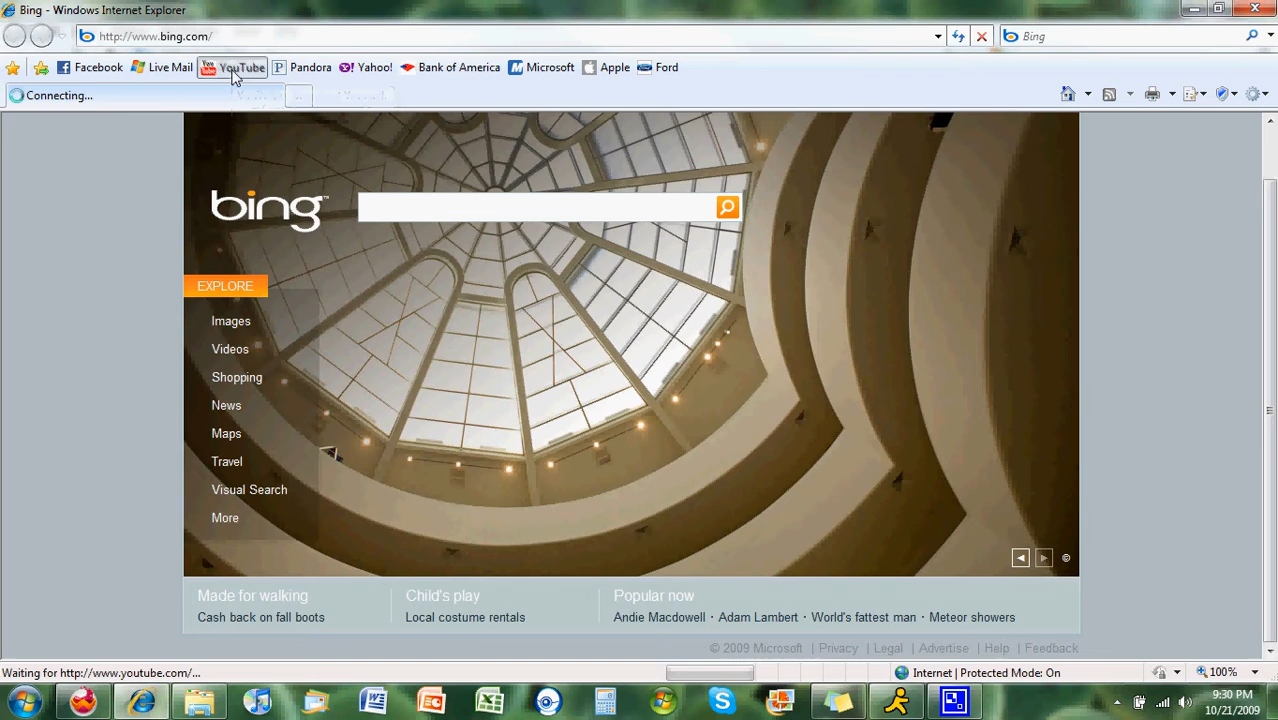 Bing - Windows Internet Explorer
http://www.bing.com/
Bing
Facebook Live Mail YouTube Pandora Yahoo! Bank of America Microsoft Apple Ford
Connecting...
bing™
EXPLORE
Images
Videos
Shopping
News
Maps
Travel
Visual Search
More
©
Made for walking Child's play Popular now
Cash back on fall boots Local costume rentals Andie Macdowell · Adam Lambert · World's fattest man · Meteor showers
© 2009 Microsoft | Privacy | Legal | Advertise | Help | Feedback
Waiting for http://www.youtube.com/... Internet | Protected Mode: On 100%
9:30 PM
10/21/2009